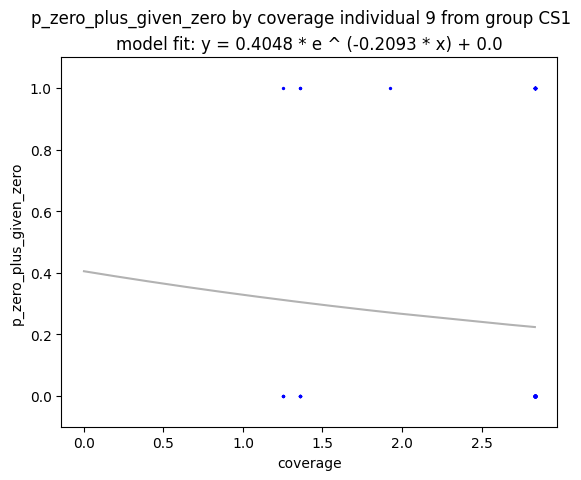 p_zero_plus_given_zero by coverage individual 9 from group CS1
model fit: y = 0.4048 * e ^ (-0.2093 * x) + 0.0
1.0
0.8
0.6
0.4
0.2
0.0
p_zero_plus_given_zero
0.0 0.5 1.0 1.5 2.0 2.5
coverage